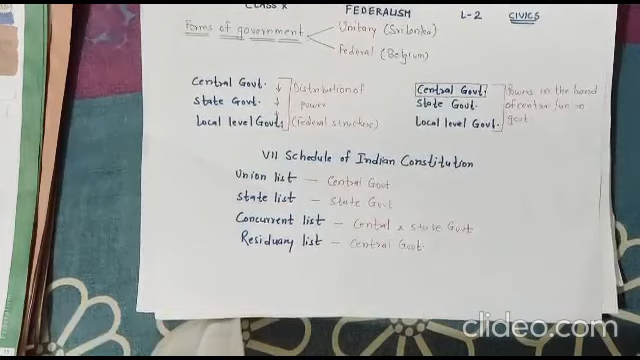 CLASS X
FEDERALISM
L-2
CIVICS
Forms of government
Unitary (Sri lanka)
Federal (Belgium)
Central Govt.
State Govt.
Local level Govt.
Distribution of
power
(Federal structure)
Central Govt.
State Govt.
Local level Govt.
Powers in the hand
of central
govt.
VII Schedule of Indian Constitution
Union list – Central Govt
State list – State Govt
Concurrent list – Central & State Govt
Residuary list – Central Govt.
clideo.com